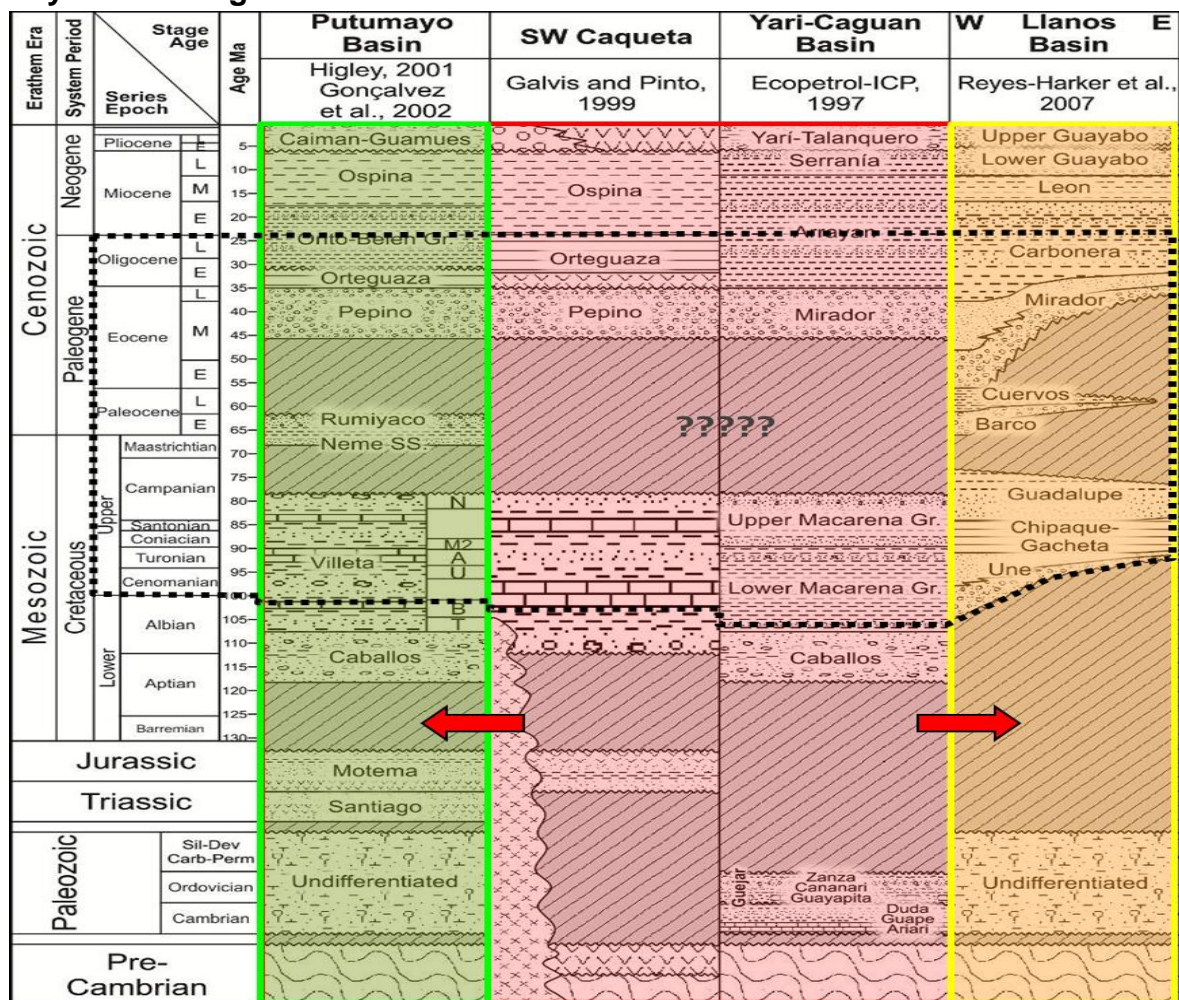 Erathem Era
System Period
Stage
Age
Series
Epoch
Age Ma
Putumayo
Basin
Higley, 2001
Gonçalvez
et al., 2002
SW Caqueta
Galvis and Pinto,
1999
Yari-Caguan
Basin
Ecopetrol-ICP,
1997
W Llanos E
Basin
Reyes-Harker et al.,
2007
Cenozoic
Mesozoic
Paleozoic
Neogene
Paleogene
Cretaceous
Upper
Lower
Pliocene
L
E
Miocene
L
M
E
Oligocene
L
E
Eocene
L
M
E
Paleocene
L
E
Maastrichtian
Campanian
Santonian
Coniacian
Turonian
Cenomanian
Albian
Aptian
Barremian
Jurassic
Triassic
Sil-Dev
Carb-Perm
Ordovician
Cambrian
Pre-
Cambrian
5
10
15
20
25
30
35
40
45
50
55
60
65
70
75
80
85
90
95
100
105
110
115
120
125
130
Caiman-Guamues
Ospina
Orito-Belen Gr.
Orteguaza
Pepino
Rumiyaco
Neme SS.
N
M2
A
U
B
T
Villeta
Caballos
Motema
Santiago
Undifferentiated
Ospina
Orteguaza
Pepino
?????
Yarí-Talanquero
Serranía
Arrayan
Mirador
Upper Macarena Gr.
Lower Macarena Gr.
Caballos
Guejar
Zanza
Cananari
Guayapita
Duda
Guape
Ariari
Upper Guayabo
Lower Guayabo
Leon
Carbonera
Mirador
Cuervos
Barco
Guadalupe
Chipaque-
Gacheta
Une
Undifferentiated